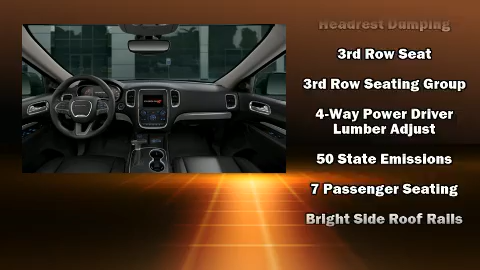 Headrest Dumping
3rd Row Seat
3rd Row Seating Group
4-Way Power Driver
Lumber Adjust
50 State Emissions
7 Passenger Seating
Bright Side Roof Rails